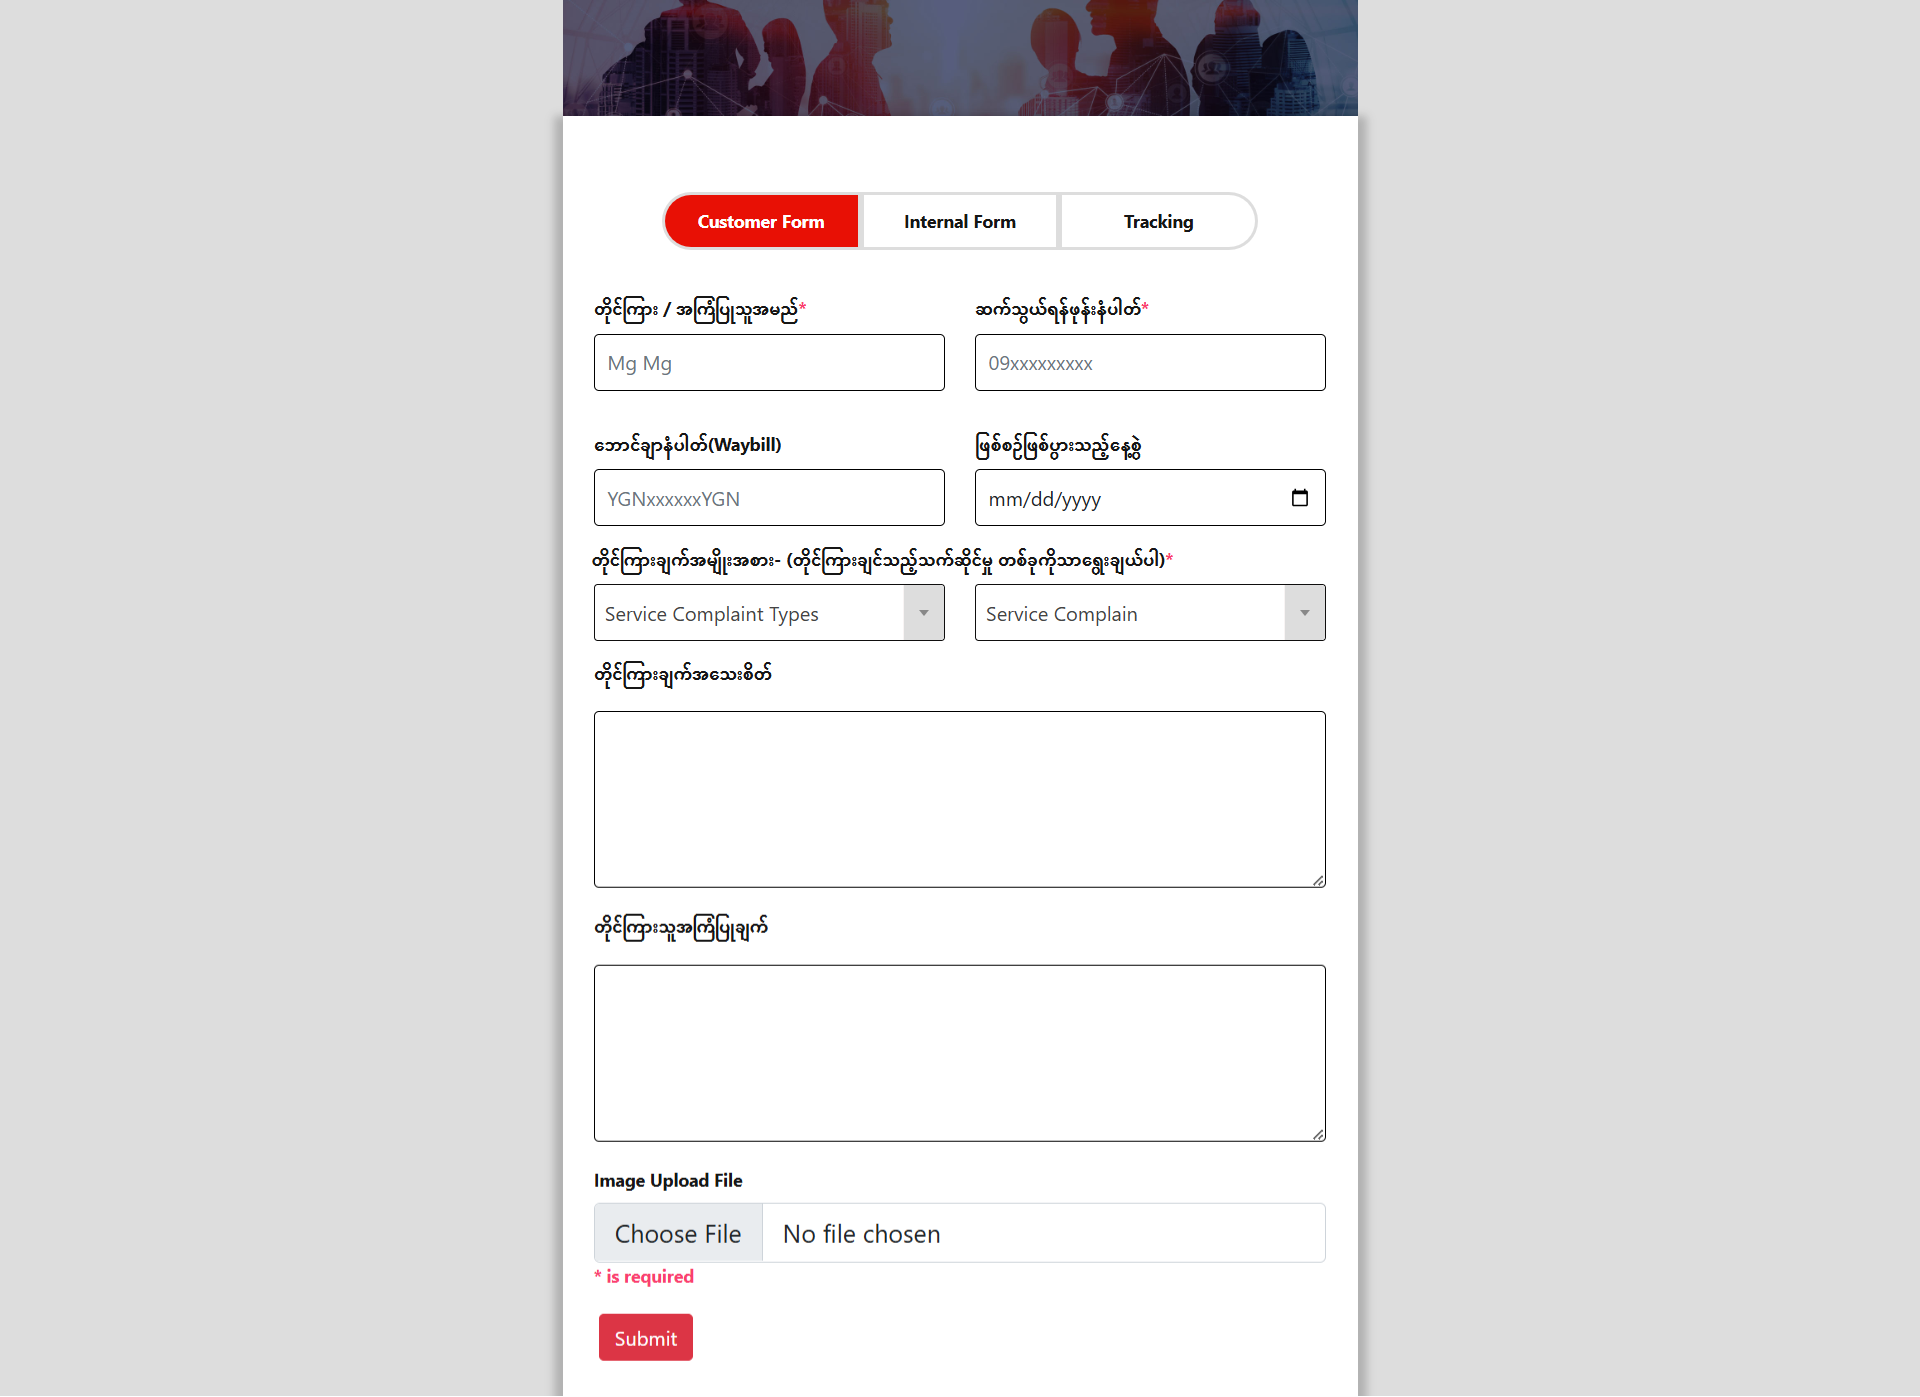 Customer Form
Internal Form
Tracking
တိုင်ကြား / အကြံပြုသူအမည်*
ဆက်သွယ်ရန်ဖုန်းနံပါတ်*
Mg Mg
09xxxxxxxxx
ဘောင်ချာနံပါတ်(Waybill)
ဖြစ်စဉ်ဖြစ်ပွားသည့်နေ့စွဲ
YGNxxxxxxYGN
mm/dd/yyyy
တိုင်ကြားချက်အမျိုးအစား- (တိုင်ကြားချင်သည့်သက်ဆိုင်မှု တစ်ခုကိုသာရွေးချယ်ပါ)*
Service Complaint Types
Service Complain
တိုင်ကြားချက်အသေးစိတ်
တိုင်ကြားသူအကြံပြုချက်
Image Upload File
Choose File
No file chosen
* is required
Submit